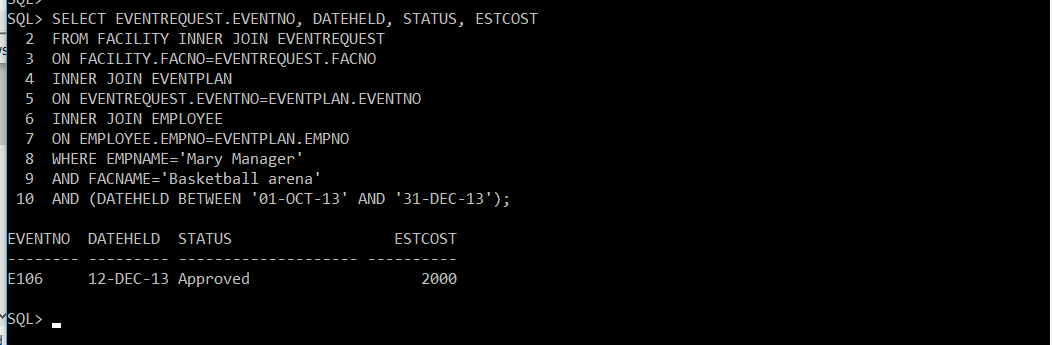 SQL> SELECT EVENTREQUEST.EVENTNO, DATEHELD, STATUS, ESTCOST
2 FROM FACILITY INNER JOIN EVENTREQUEST
3 ON FACILITY.FACNO=EVENTREQUEST.FACNO
4 INNER JOIN EVENTPLAN
5 ON EVENTREQUEST.EVENTNO=EVENTPLAN.EVENTNO
6 INNER JOIN EMPLOYEE
7 ON EMPLOYEE.EMPNO=EVENTPLAN.EMPNO
8 WHERE EMPNAME='Mary Manager'
9 AND FACNAME='Basketball arena'
10 AND (DATEHELD BETWEEN '01-OCT-13' AND '31-DEC-13');
EVENTNO DATEHELD STATUS ESTCOST
-------- --------- -------------------- ----------
E106 12-DEC-13 Approved 2000
SQL>